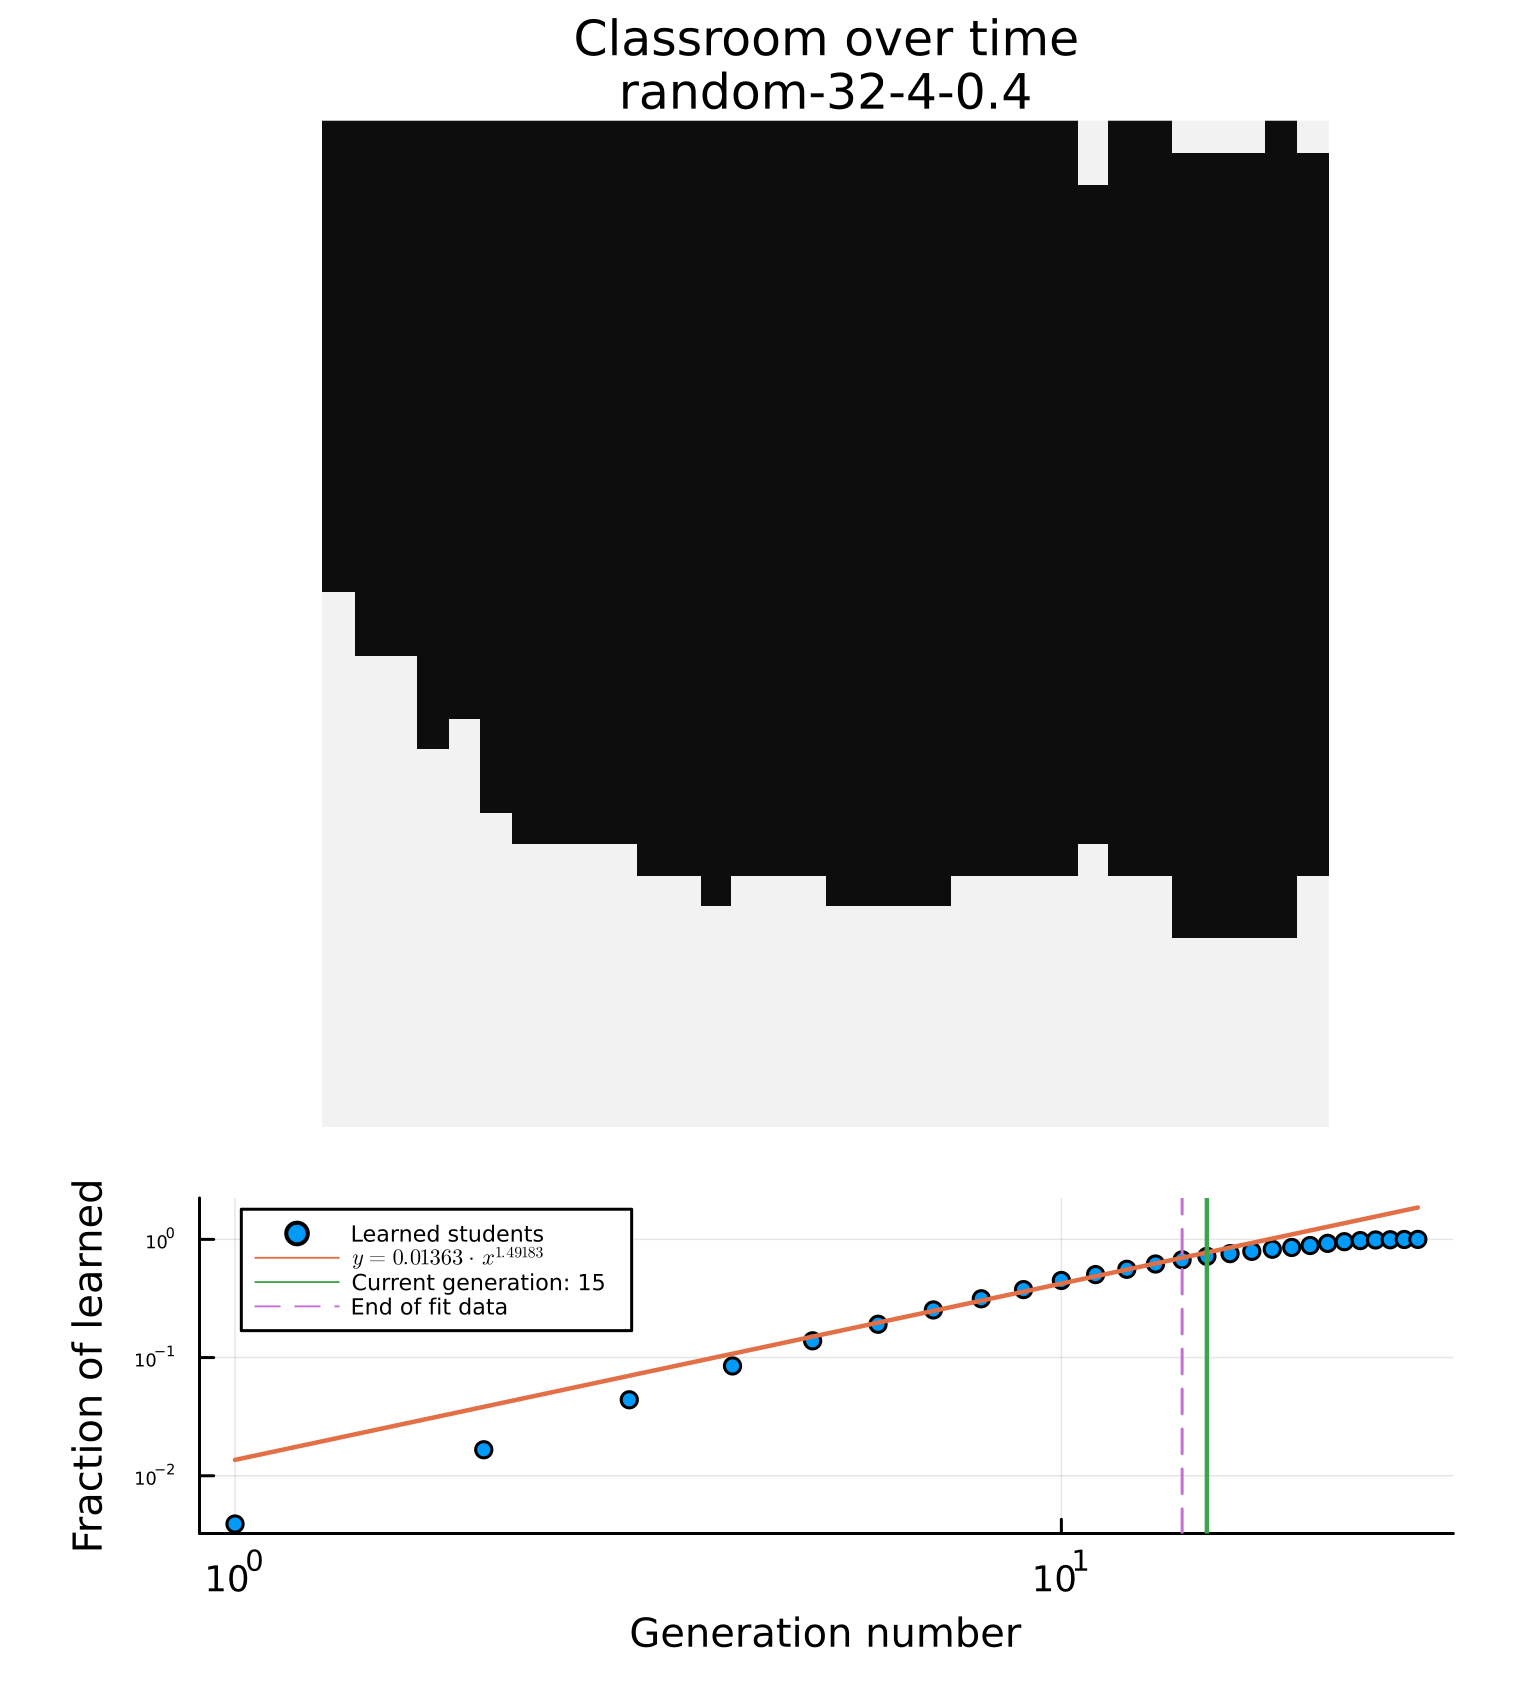 Classroom over time
random-32-4-0.4
Fraction of learned
10^0
10^-1
10^-2
Learned students
y = 0.01363 · x^1.49183
Current generation: 15
End of fit data
10^0
10^1
Generation number